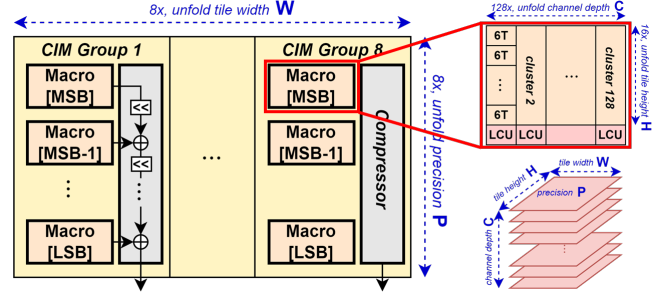 8x, unfold tile width W
CIM Group 1
CIM Group 8
Macro
[MSB]
<<
Macro
[MSB-1]
<<
...
Macro
[LSB]
...
Macro
[MSB]
Macro
[MSB-1]
...
Macro
[LSB]
Compressor
8x, unfold precision P
128x, unfold channel depth C
6T
6T
...
6T
LCU
cluster 2
LCU
...
cluster 128
LCU
16x, unfold tile height H
tile height H
tile width W
precision P
channel depth C
...